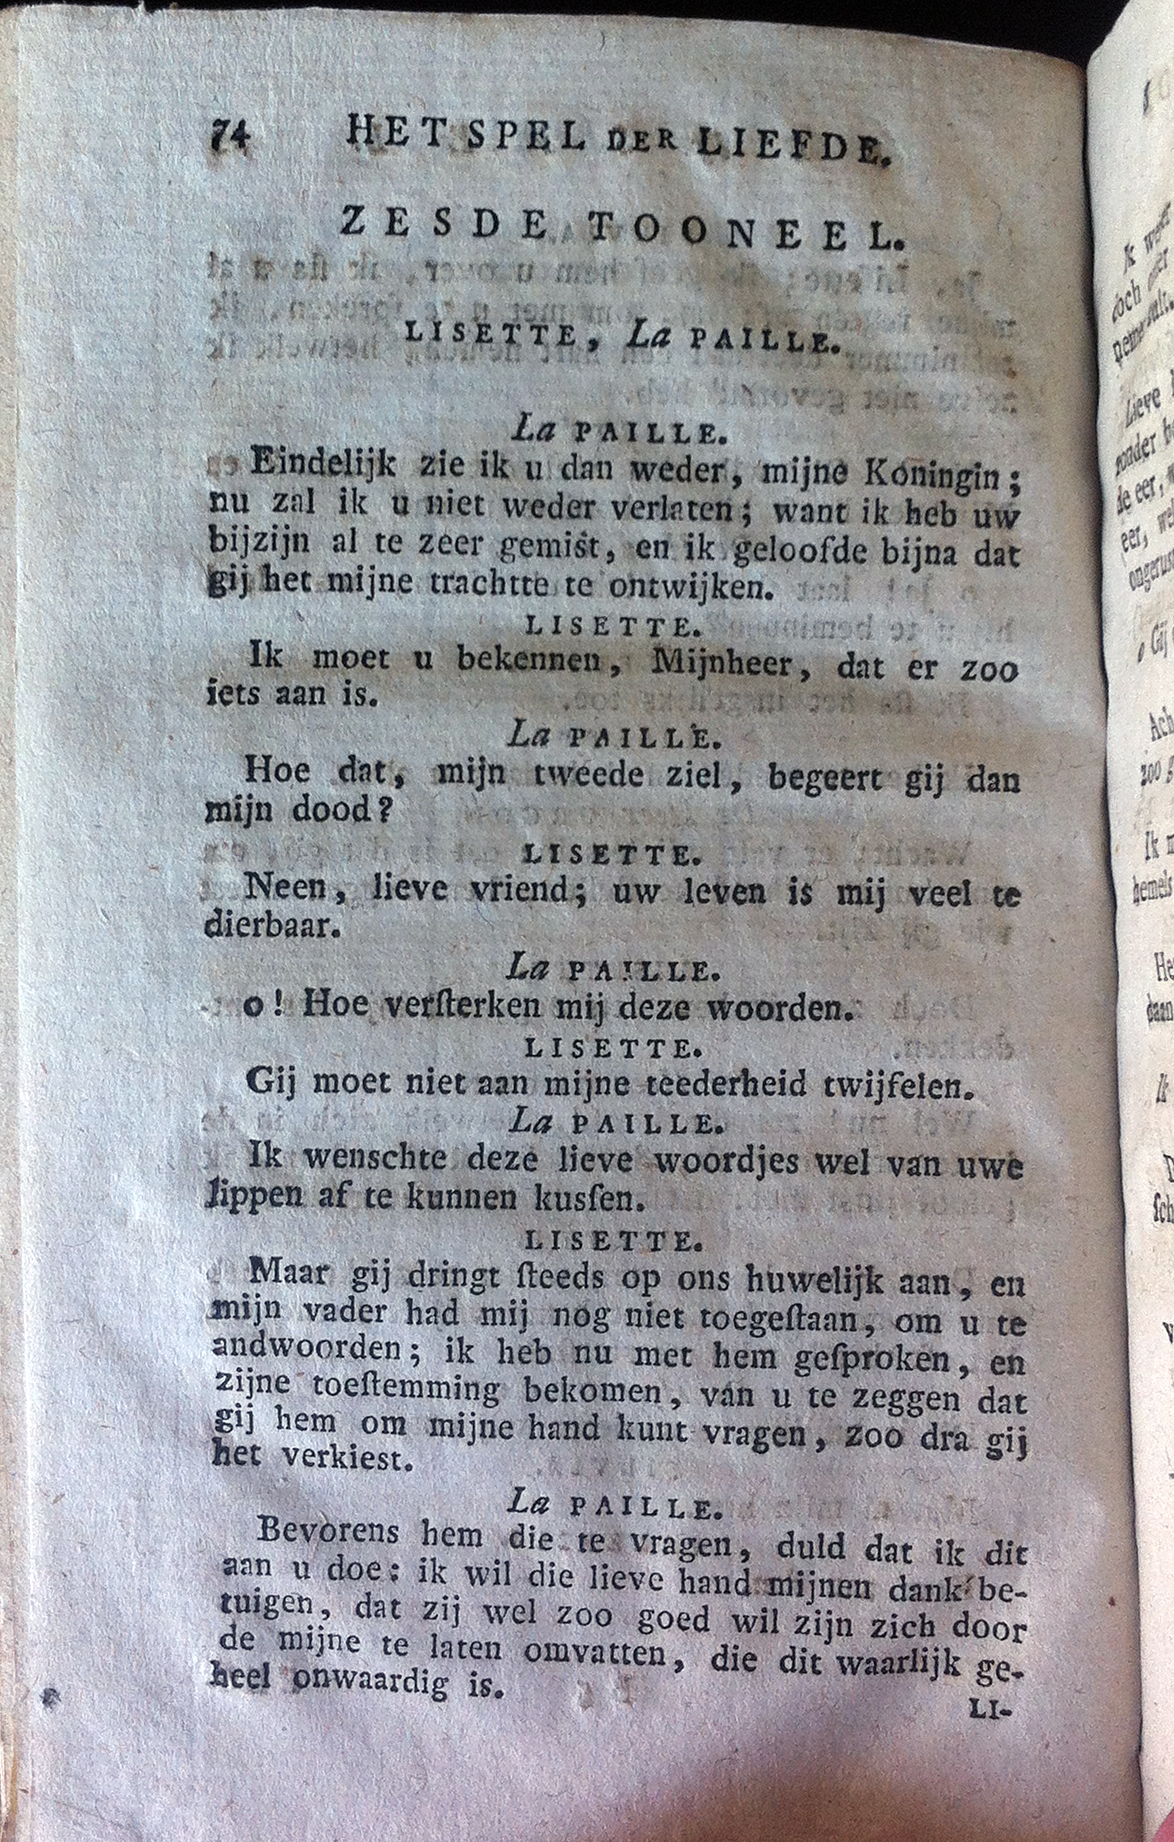 74 HET SPEL DER LIEFDE.
ZESDE TOONEEL.
LISETTE, La PAILLE.
La PAILLE.
Eindelijk zie ik u dan weder, mijne Koningin;
nu zal ik u niet weder verlaten; want ik heb uw
bijzijn al te zeer gemist, en ik geloofde bijna dat
gij het mijne trachtte te ontwijken.
LISETTE.
Ik moet u bekennen, Mijnheer, dat er zoo
iets aan is.
La PAILLE.
Hoe dat, mijn tweede ziel, begeert gij dan
mijn dood?
LISETTE.
Neen, lieve vriend; uw leven is mij veel te
dierbaar.
La PAILLE.
o! Hoe verſterken mij deze woorden.
LISETTE.
Gij moet niet aan mijne teederheid twijfelen.
La PAILLE.
Ik wenschte deze lieve woordjes wel van uwe
lippen af te kunnen kusſen.
LISETTE.
Maar gij dringt ſteeds op ons huwelijk aan, en
mijn vader had mij nog niet toegeſtaan, om u te
andwoorden; ik heb nu met hem geſproken, en
zijne toeſtemming bekomen, van u te zeggen dat
gij hem om mijne hand kunt vragen, zoo dra gij
het verkiest.
La PAILLE.
Bevorens hem die te vragen, duld dat ik dit
aan u doe: ik wil die lieve hand mijnen dank be-
tuigen, dat zij wel zoo goed wil zijn zich door
de mijne te laten omvatten, die dit waarlijk ge-
heel onwaardig is.
LI-